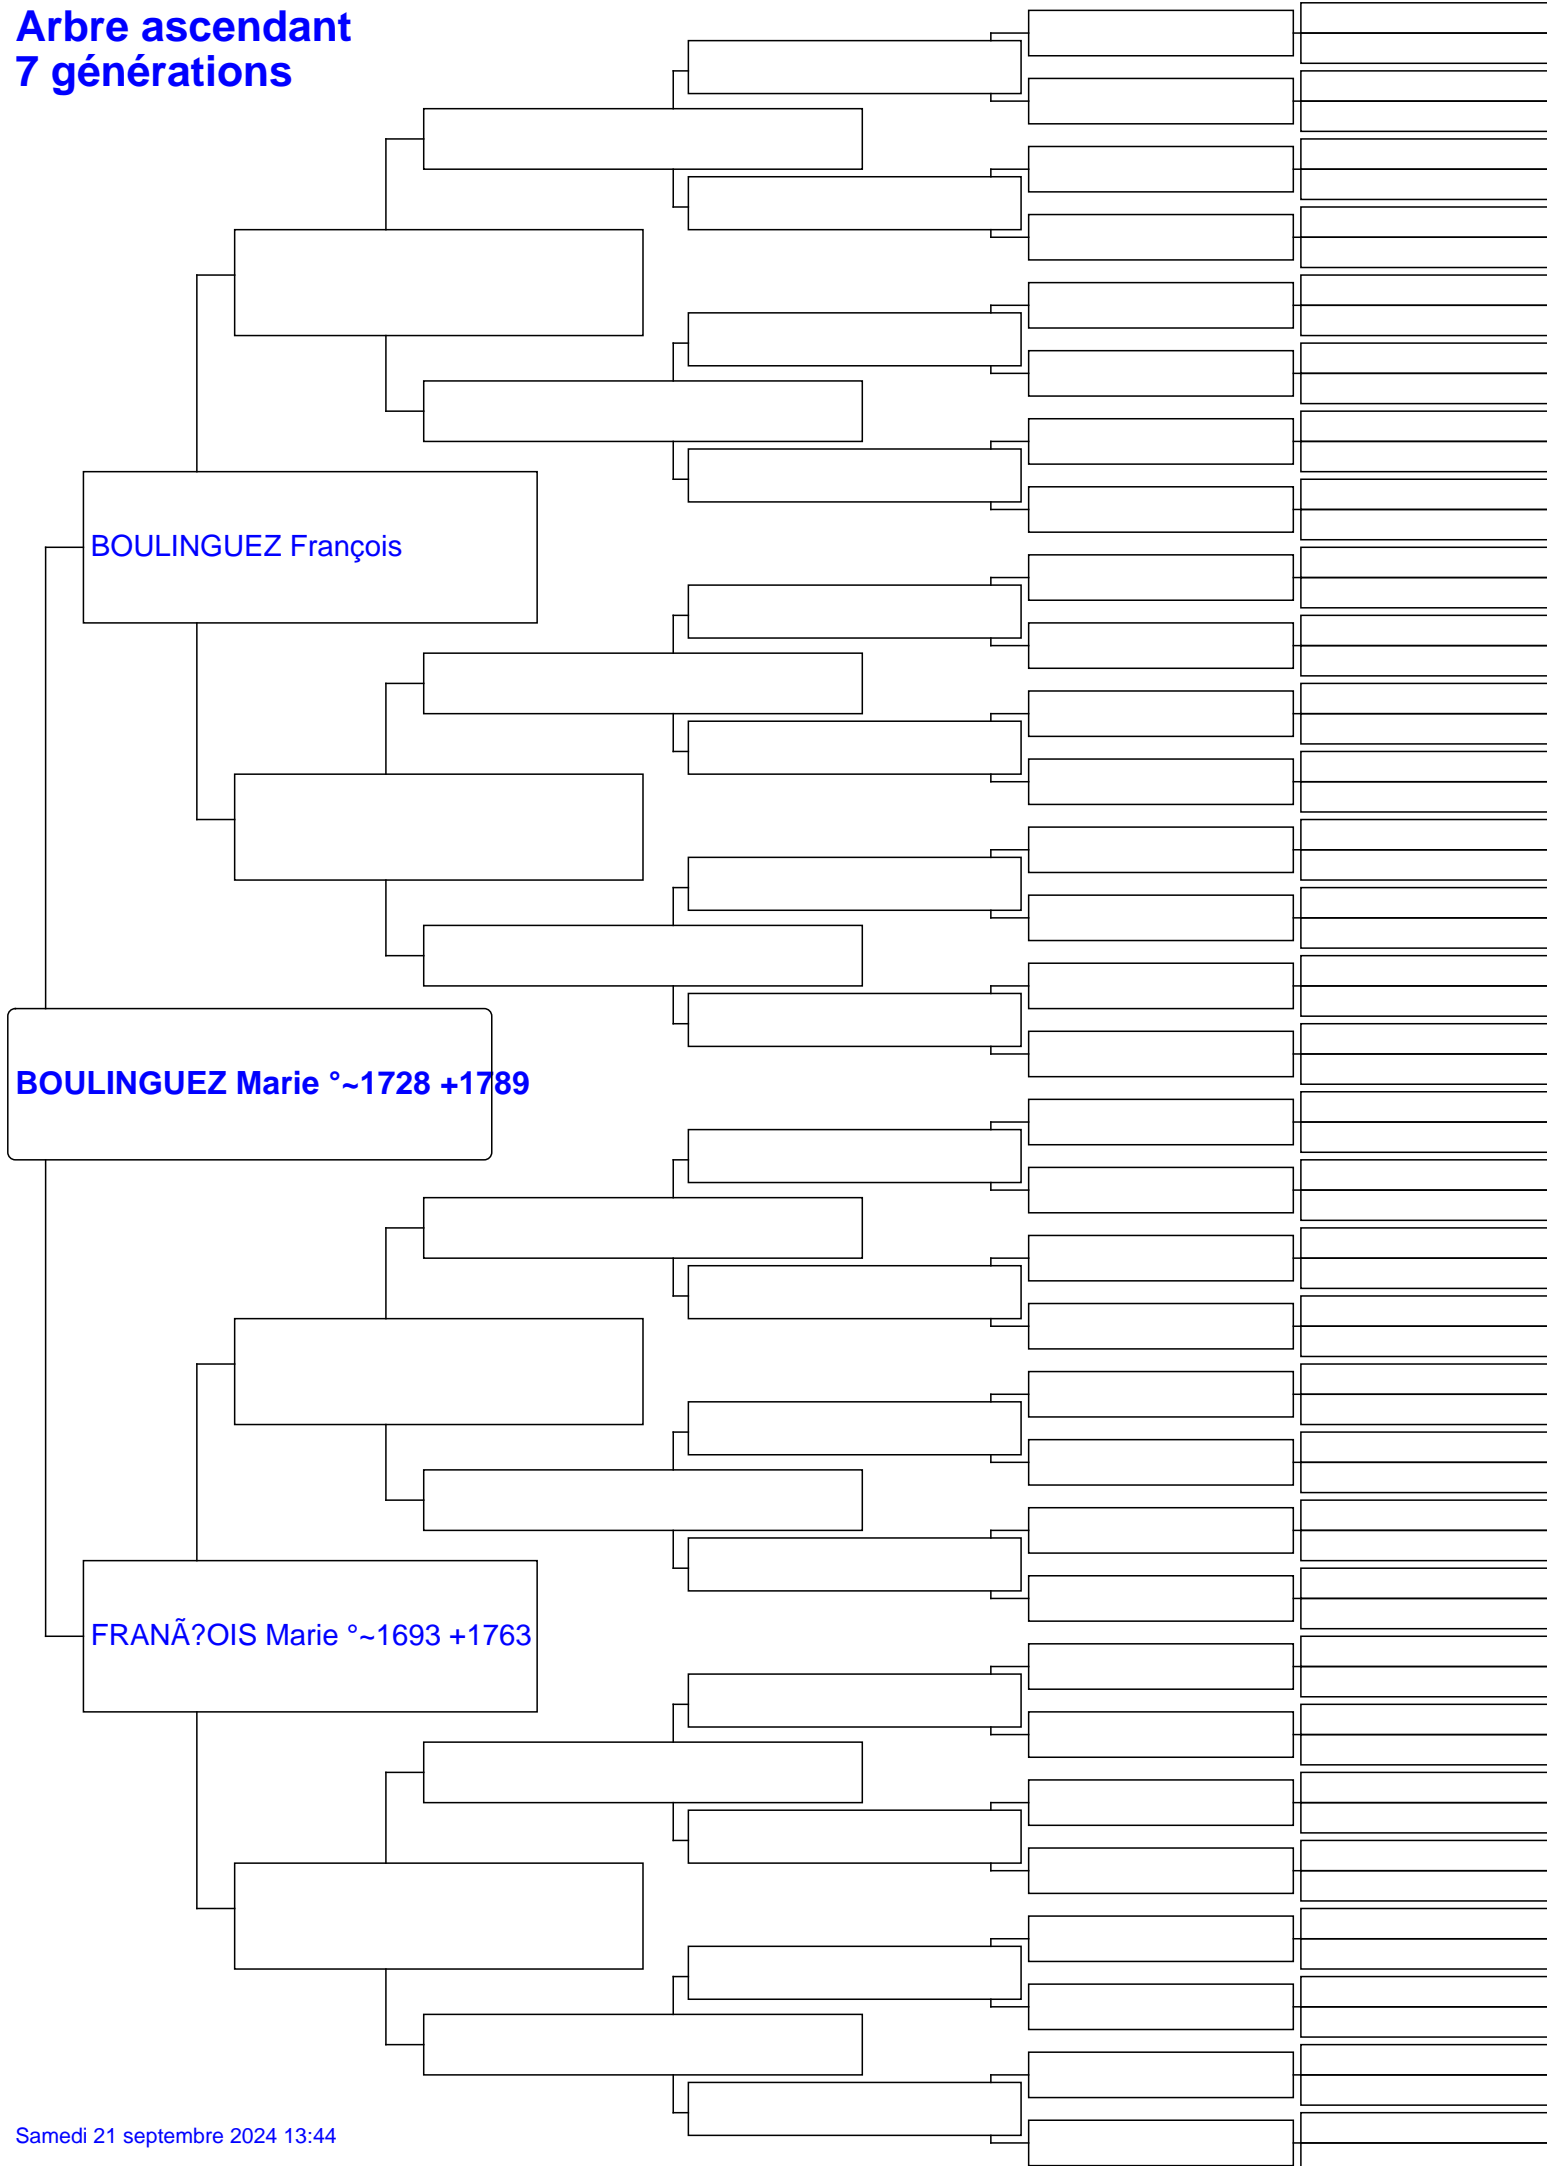 Arbre ascendant
7 générations
BOULINGUEZ François
BOULINGUEZ Marie °~1728 +1789
FRANÃ?OIS Marie °~1693 +1763
Samedi 21 septembre 2024 13:44